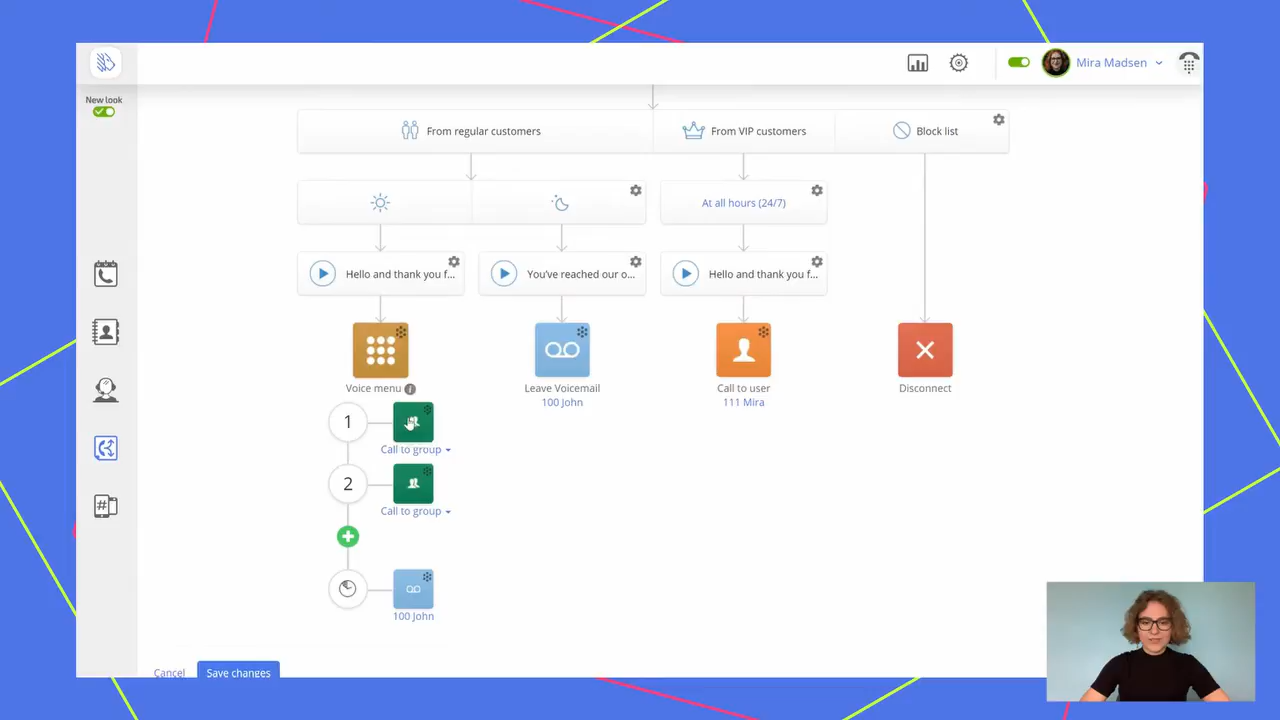 Mira Madsen
New look
From regular customers
From VIP customers
Block list
At all hours (24/7)
Hello and thank you f...
You've reached our o...
Hello and thank you f...
Voice menu i
Leave Voicemail
100 John
Call to user
111 Mira
Disconnect
1
Call to group
2
Call to group
100 John
Cancel
Save changes